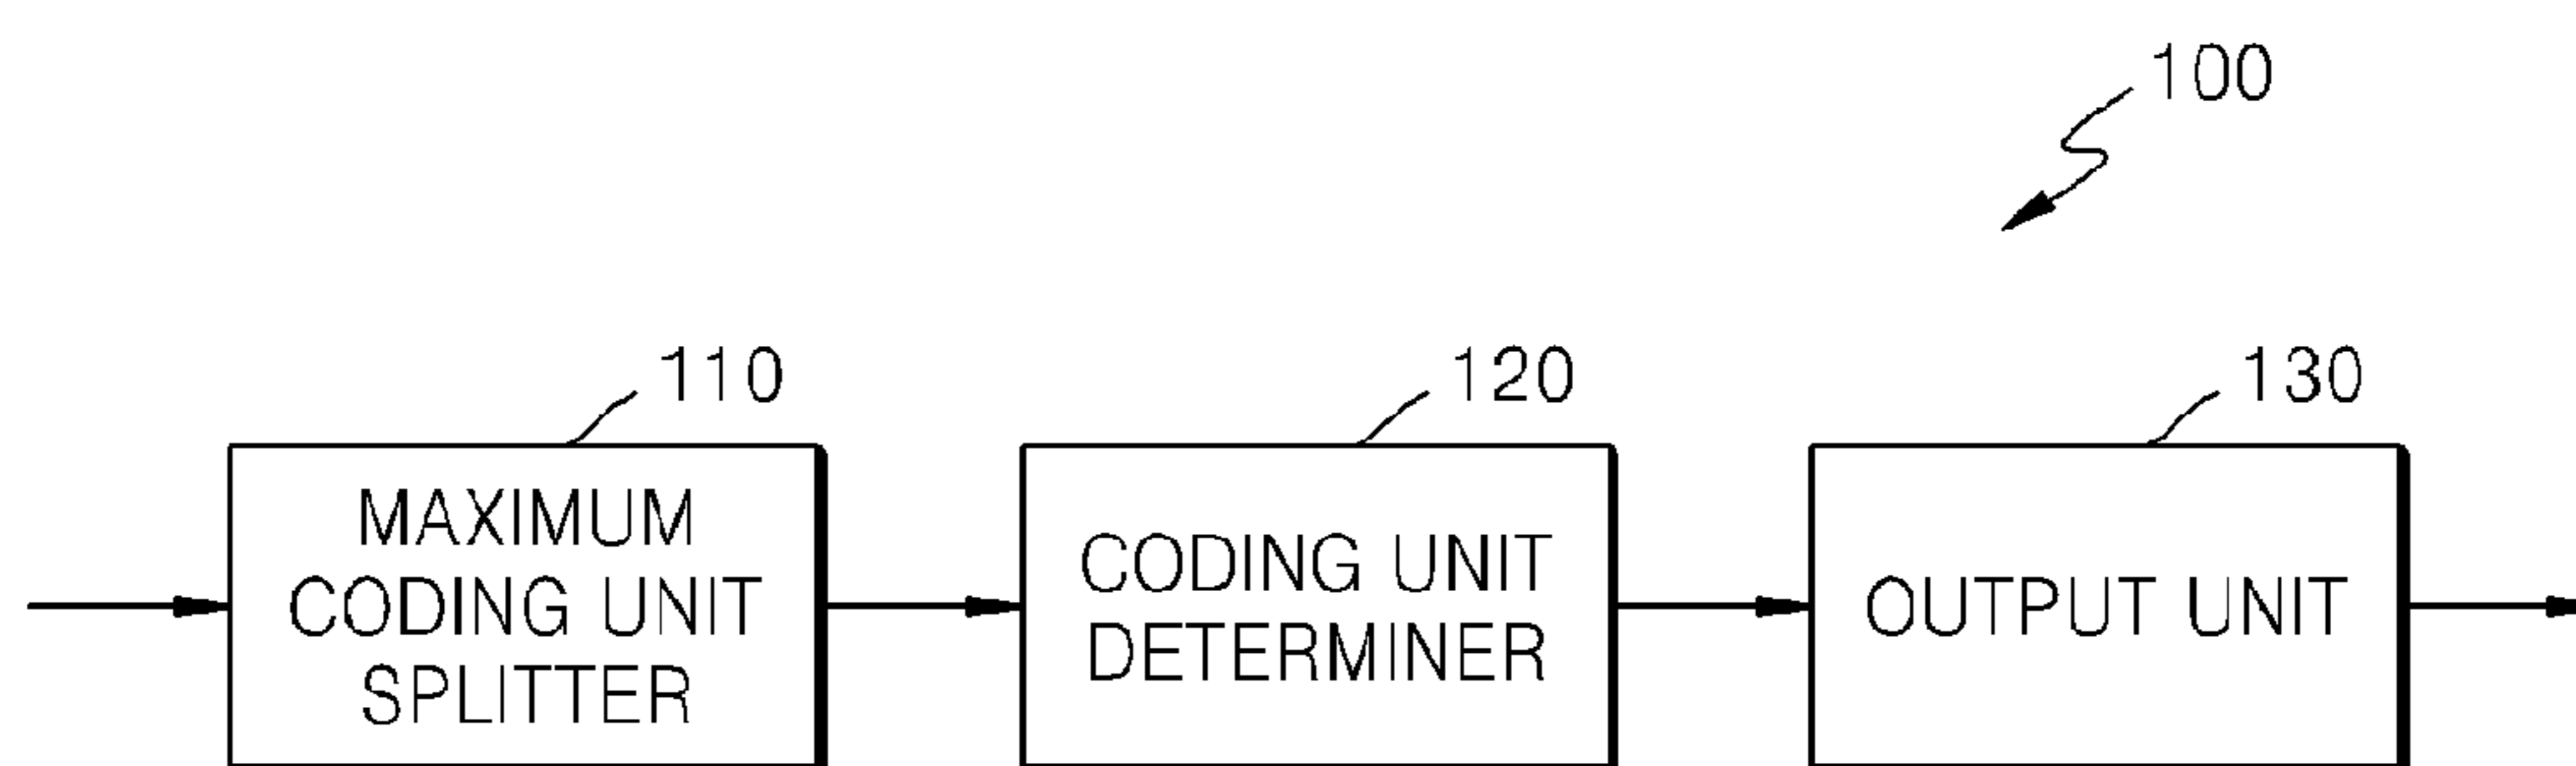 100
110
120
130
MAXIMUM
CODING UNIT
SPLITTER
CODING UNIT
DETERMINER
OUTPUT UNIT